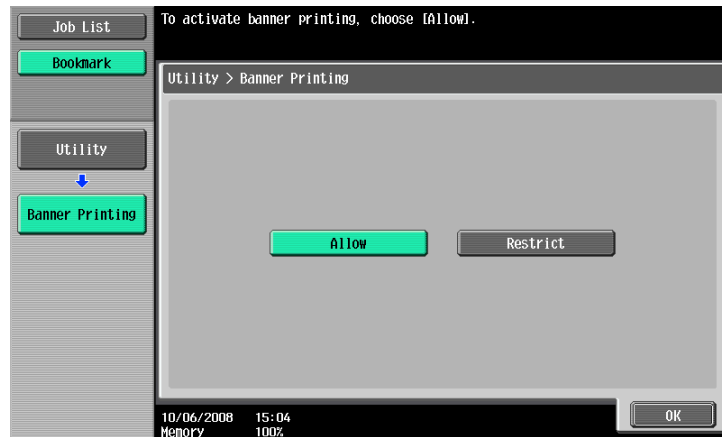 Job List
Bookmark
Utility
Banner Printing
To activate banner printing, choose [Allow].
Utility > Banner Printing
Allow
Restrict
10/06/2008 15:04
Memory 100%
OK